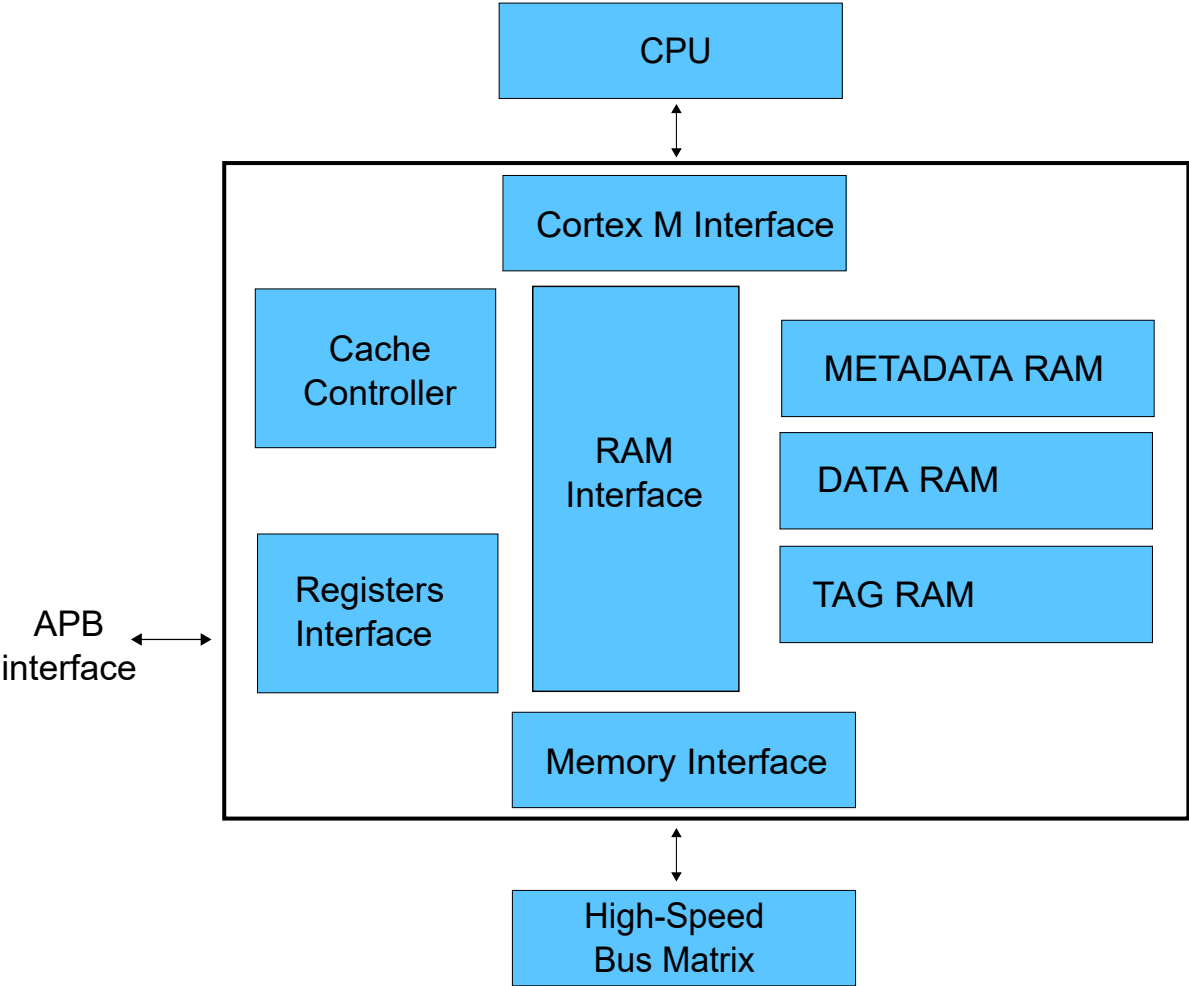 CPU
Cortex M Interface
Cache
Controller
RAM
Interface
METADATA RAM
DATA RAM
TAG RAM
Registers
Interface
APB
interface
Memory Interface
High-Speed
Bus Matrix